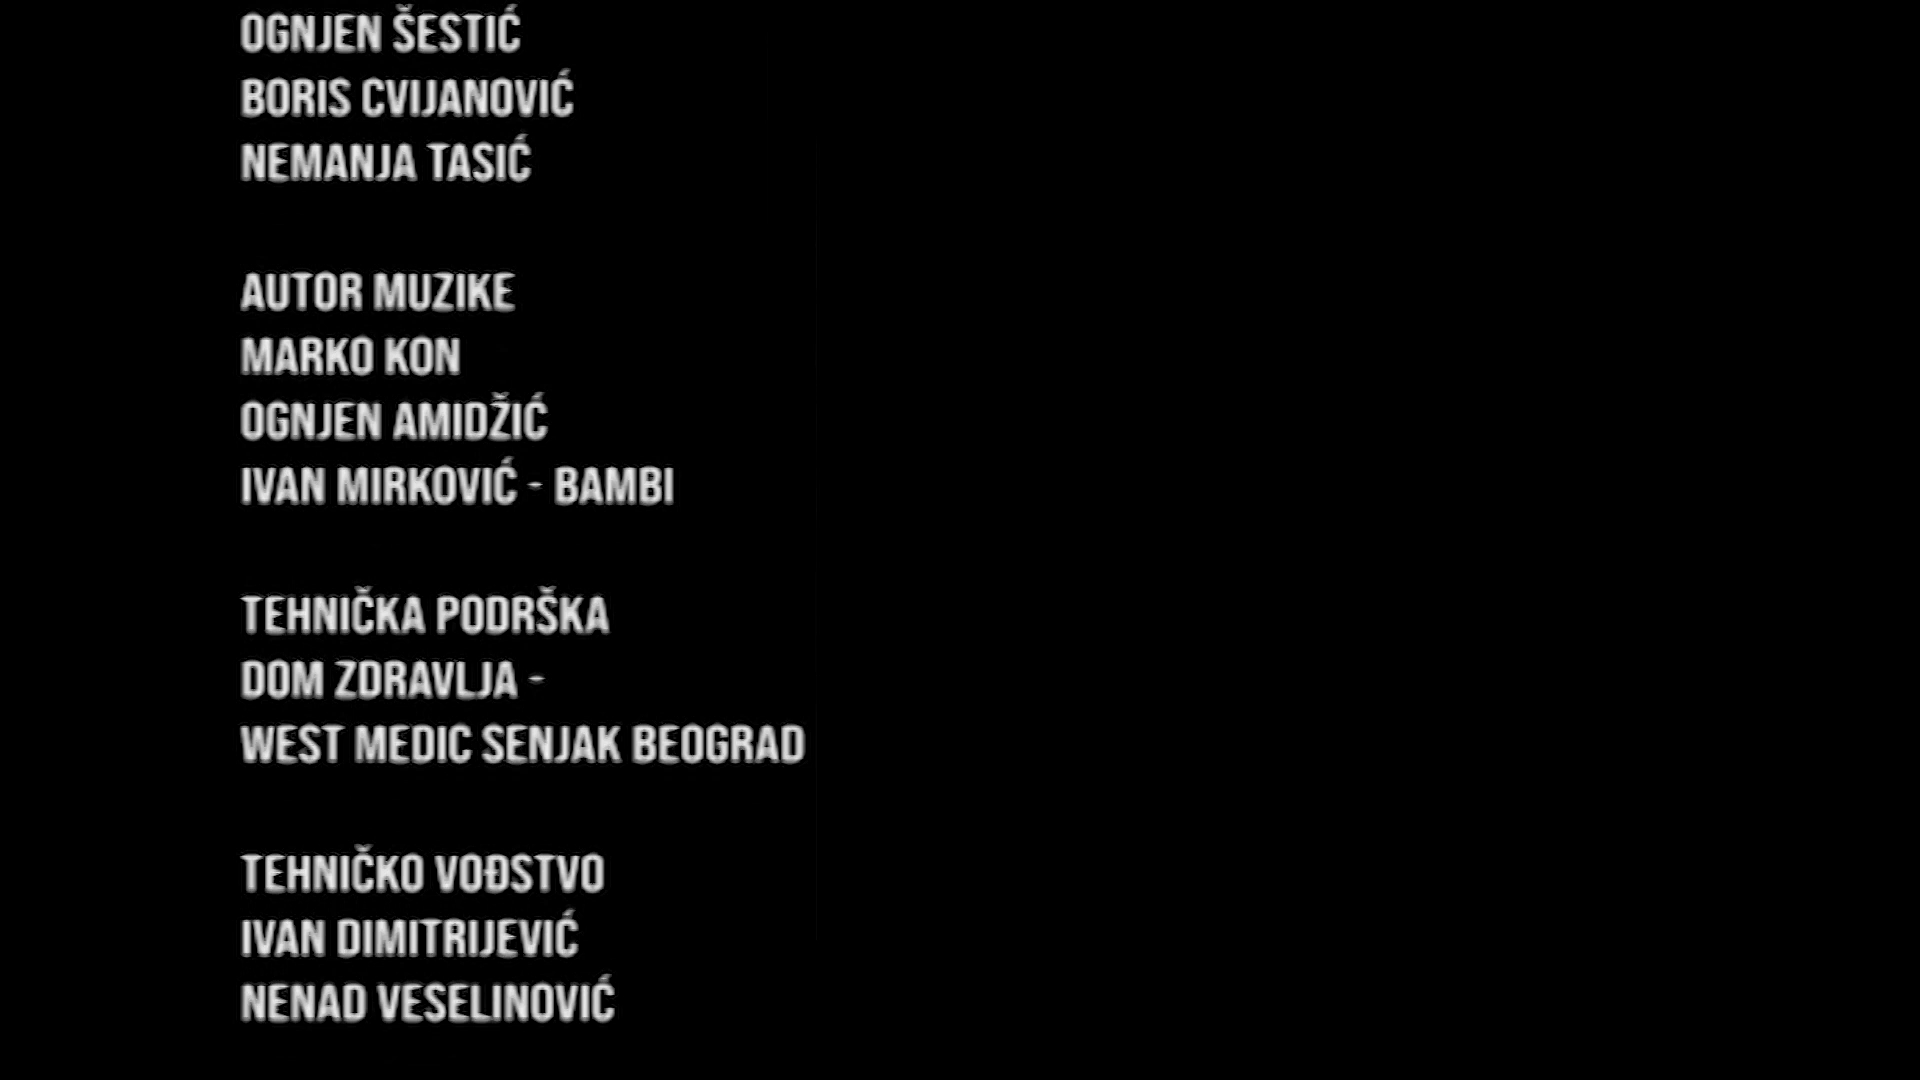 OGNJEN ŠESTIĆ
BORIS CVIJANOVIĆ
NEMANJA TASIĆ
AUTOR MUZIKE
MARKO KON
OGNJEN AMIDŽIĆ
IVAN MIRKOVIĆ - BAMBI
TEHNIČKA PODRŠKA
DOM ZDRAVLJA -
WEST MEDIC SENJAK BEOGRAD
TEHNIČKO VOĐSTVO
IVAN DIMITRIJEVIĆ
NENAD VESELINOVIĆ